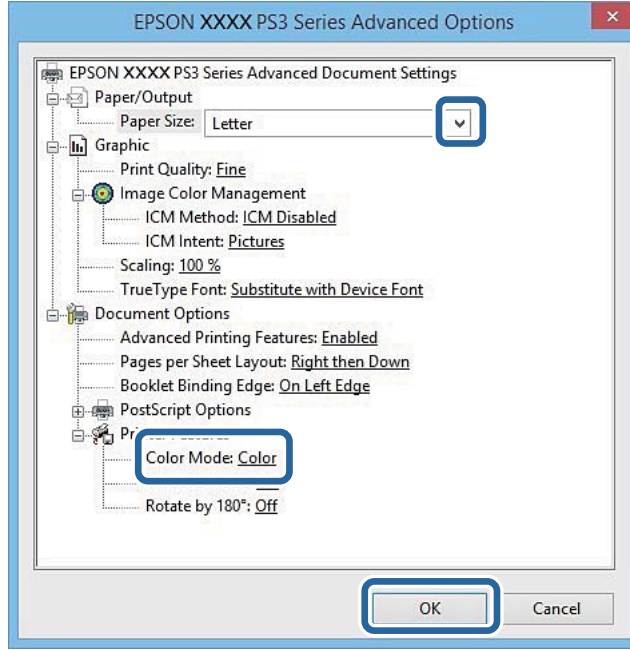 EPSON XXXX PS3 Series Advanced Options
EPSON XXXX PS3 Series Advanced Document Settings
Paper/Output
Paper Size: Letter
Graphic
Print Quality: Fine
Image Color Management
ICM Method: ICM Disabled
ICM Intent: Pictures
Scaling: 100 %
TrueType Font: Substitute with Device Font
Document Options
Advanced Printing Features: Enabled
Pages per Sheet Layout: Right then Down
Booklet Binding Edge: On Left Edge
PostScript Options
Color Mode: Color
Rotate by 180°: Off
OK Cancel